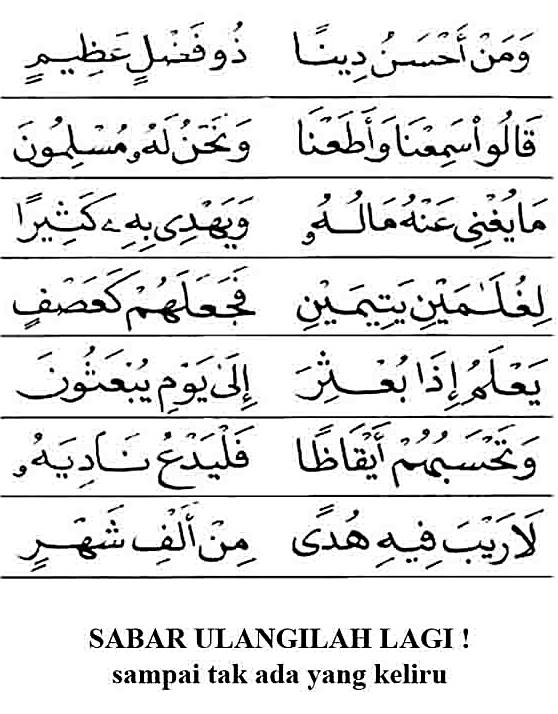 وَمَنْ أَحْسَنُ دِينًا ذُو فَضْلٍ عَظِيمٍ
قَالُواْ سَمِعْنَا وَأَطَعْنَا وَنَحْنُ لَهُۥ مُسْلِمُونَ
مَا يُغْنِى عَنْهُ مَالُهُۥ وَيَهْدِى بِهِۦ كَثِيرًا
لِغُلَٰمَيْنِ يَتِيمَيْنِ فَجَعَلَهُمْ كَعَصْفٍ
يَعْلَمُ إِذَا بُعْثِرَ إِلَىٰ يَوْمِ يُبْعَثُونَ
وَتَحْسَبُهُمْ أَيْقَاظًا فَلْيَدْعُ نَادِيَهُۥ
لَا رَيْبَ فِيهِ هُدًى مِنْ أَلْفِ شَهْرٍ
SABAR ULANGILAH LAGI !
sampai tak ada yang keliru